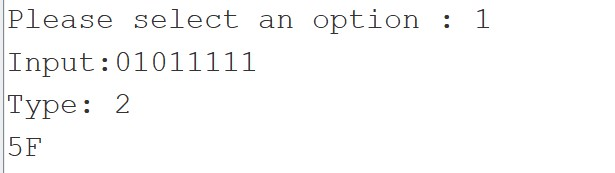 Please select an option : 1
Input:01011111
Type: 2
5F